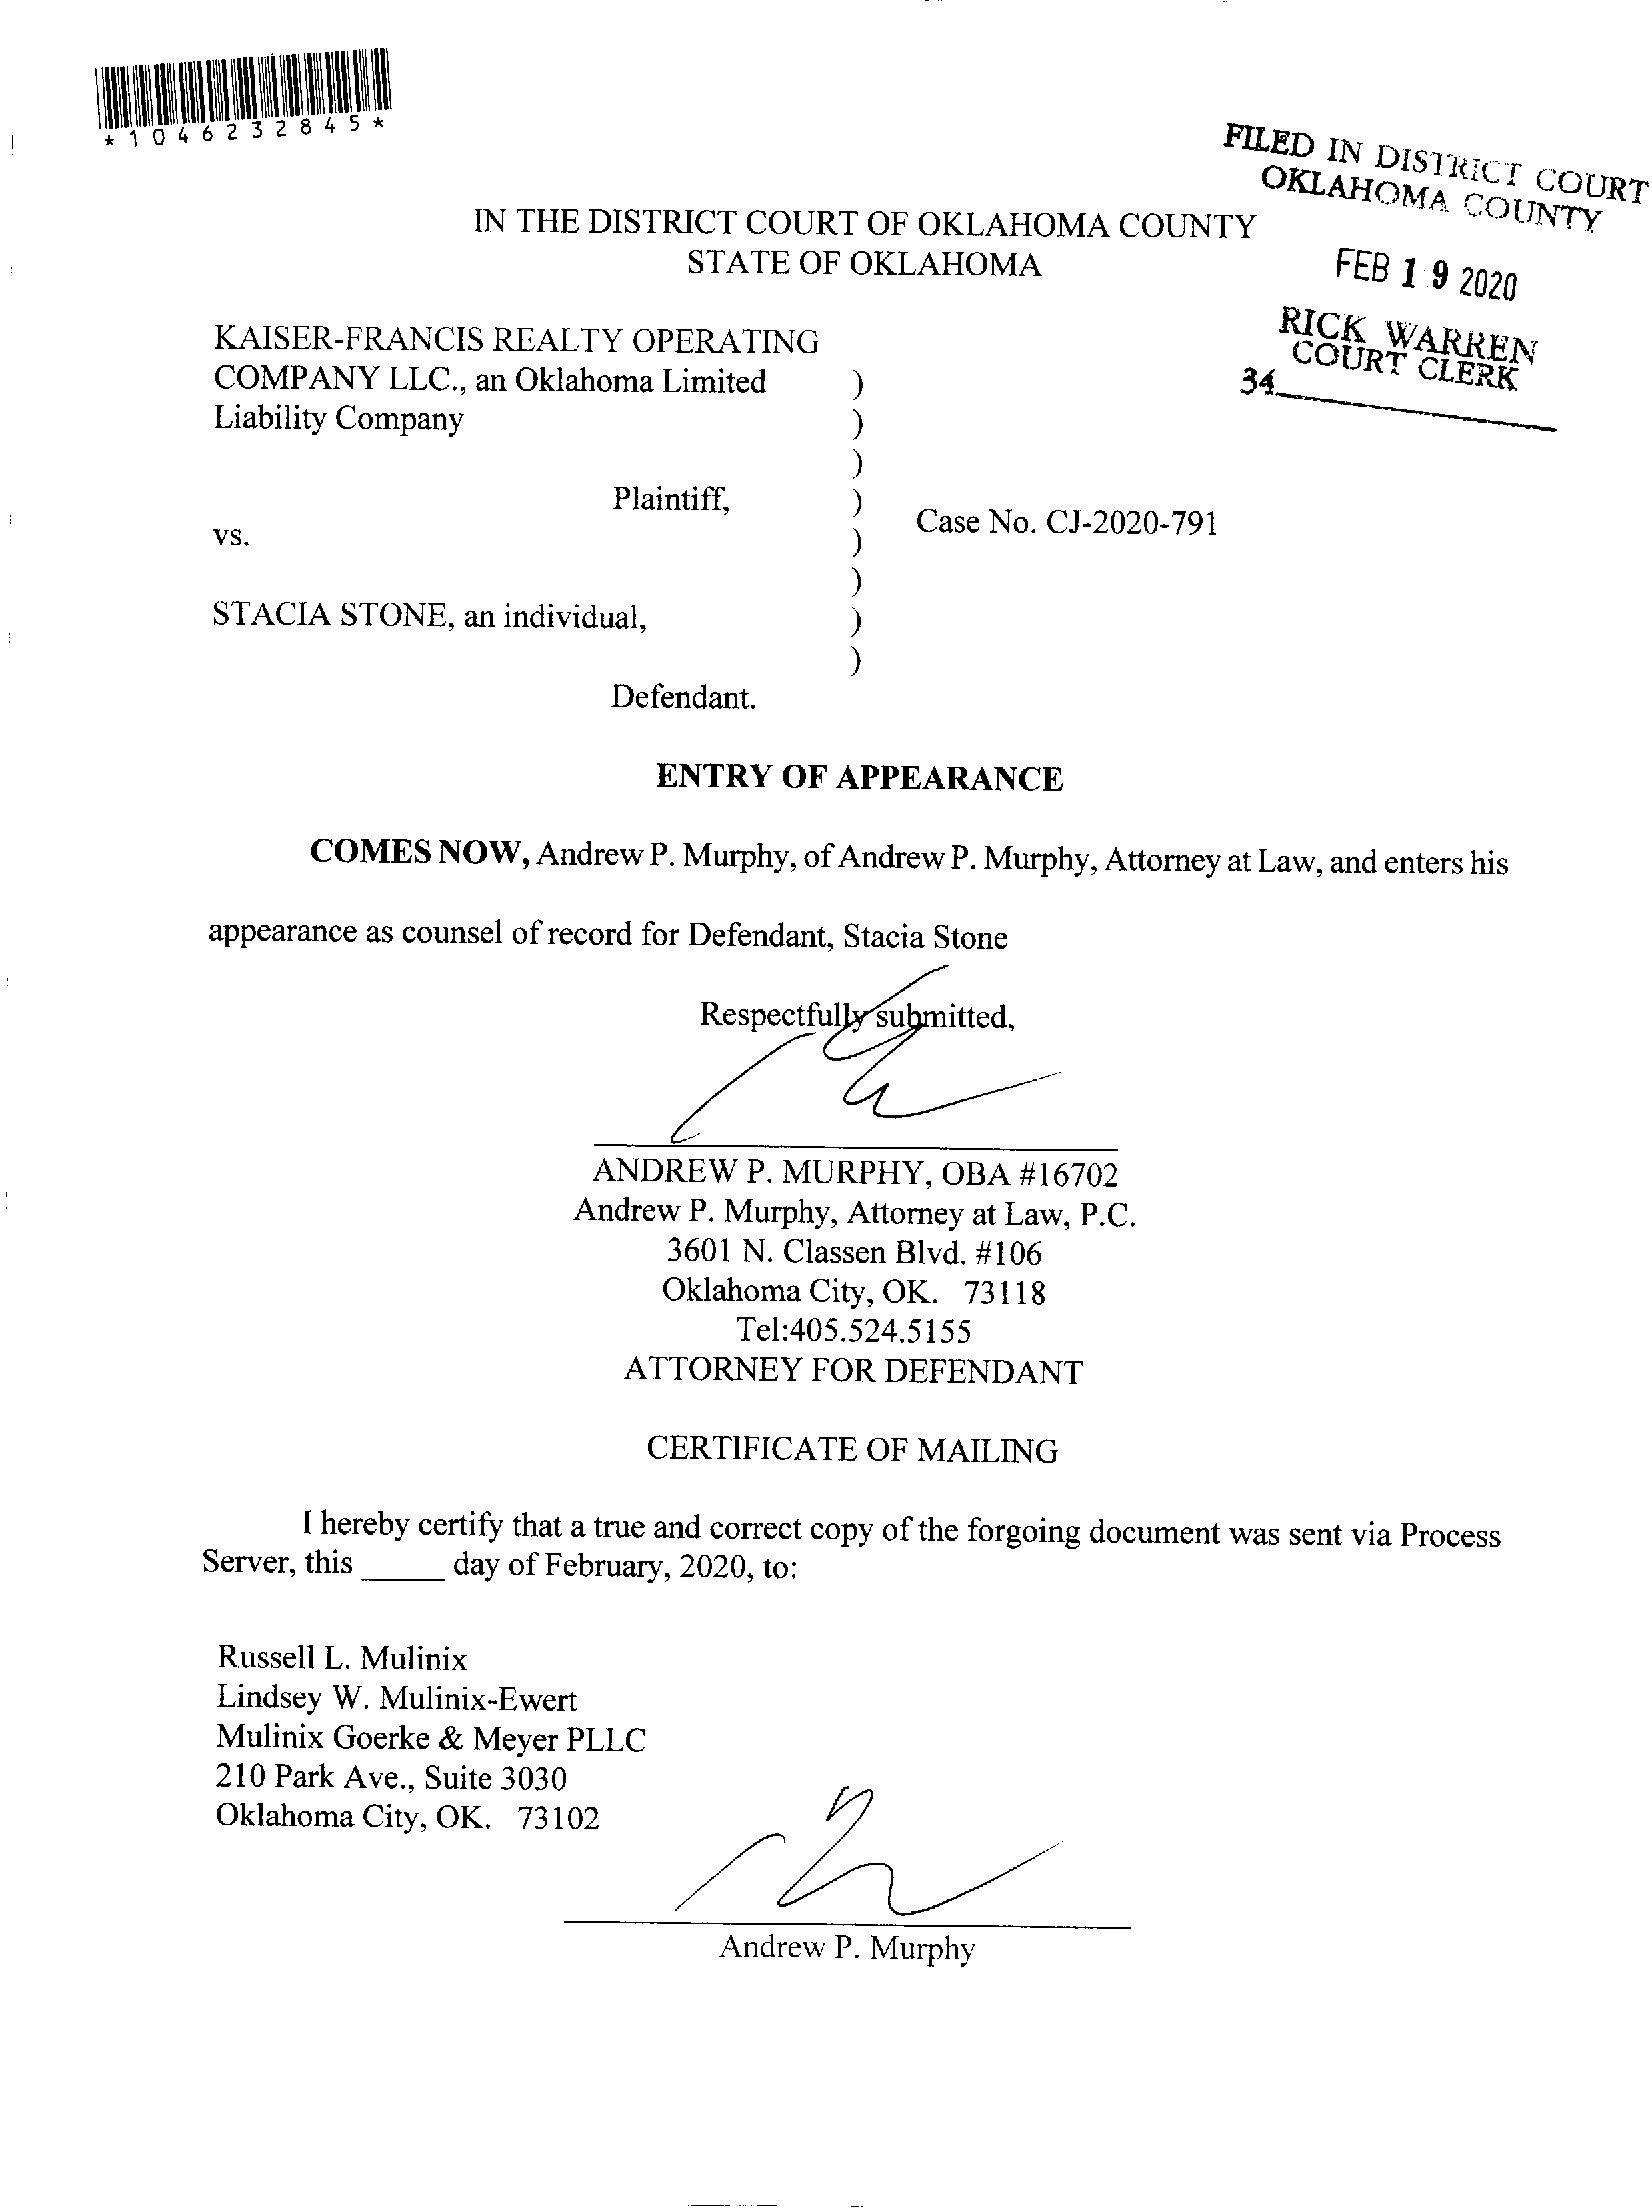 *1046232845*
FILED IN DISTRICT COURT
OKLAHOMA COUNTY
FEB 19 2020
RICK WARREN
COURT CLERK
34
IN THE DISTRICT COURT OF OKLAHOMA COUNTY
STATE OF OKLAHOMA
KAISER-FRANCIS REALTY OPERATING
COMPANY LLC., an Oklahoma Limited )
Liability Company )
)
Plaintiff, )
Case No. CJ-2020-791
vs. )
)
STACIA STONE, an individual, )
)
Defendant.
ENTRY OF APPEARANCE
COMES NOW, Andrew P. Murphy, of Andrew P. Murphy, Attorney at Law, and enters his
appearance as counsel of record for Defendant, Stacia Stone
Respectfully submitted,
ANDREW P. MURPHY, OBA #16702
Andrew P. Murphy, Attorney at Law, P.C.
3601 N. Classen Blvd. #106
Oklahoma City, OK. 73118
Tel:405.524.5155
ATTORNEY FOR DEFENDANT
CERTIFICATE OF MAILING
I hereby certify that a true and correct copy of the forgoing document was sent via Process
Server, this _____ day of February, 2020, to:
Russell L. Mulinix
Lindsey W. Mulinix-Ewert
Mulinix Goerke & Meyer PLLC
210 Park Ave., Suite 3030
Oklahoma City, OK. 73102
Andrew P. Murphy